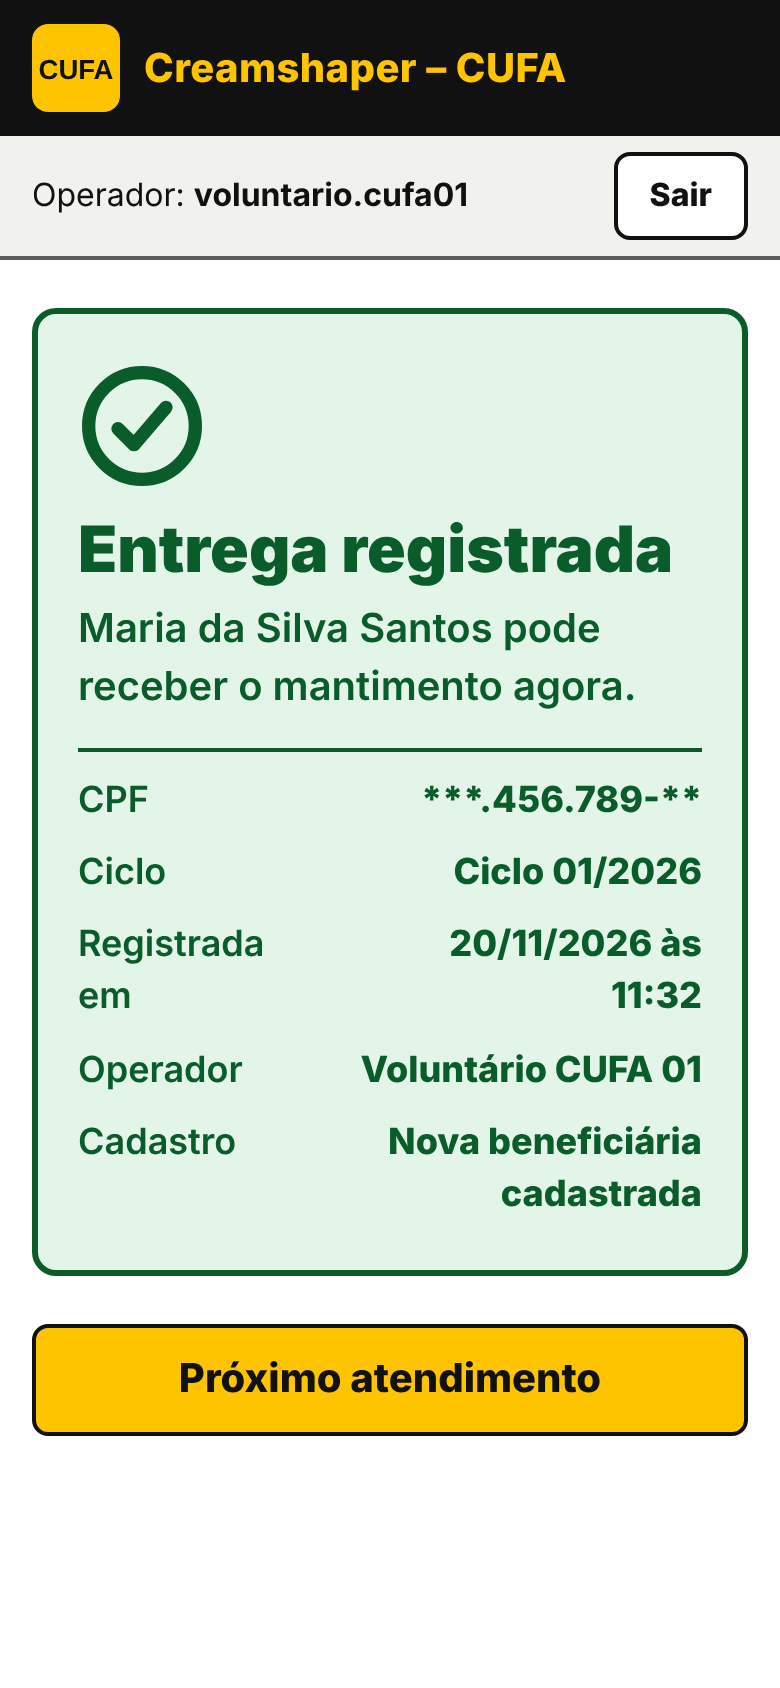 CUFA
Creamshaper – CUFA
Operador: voluntario.cufa01
Sair
Entrega registrada
Maria da Silva Santos pode
receber o mantimento agora.
CPF ***.456.789-**
Ciclo Ciclo 01/2026
Registrada em 20/11/2026 às 11:32
Operador Voluntário CUFA 01
Cadastro Nova beneficiária cadastrada
Próximo atendimento